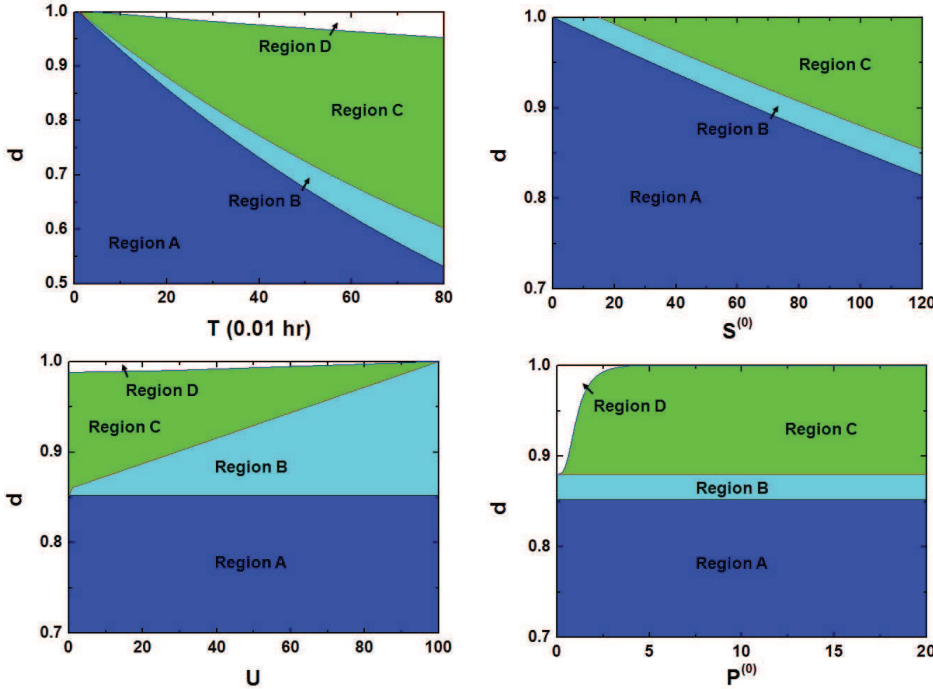 1.0
0.9
0.8
0.7
0.6
0.5
d
Region D
Region C
Region B
Region A
0 20 40 60 80
T (0.01 hr)
1.0
0.9
0.8
0.7
d
Region C
Region B
Region A
0 20 40 60 80 100 120
S(0)
1.0
0.9
0.8
0.7
d
Region D
Region C
Region B
Region A
0 20 40 60 80 100
U
1.0
0.9
0.8
0.7
d
Region D
Region C
Region B
Region A
0 5 10 15 20
P(0)